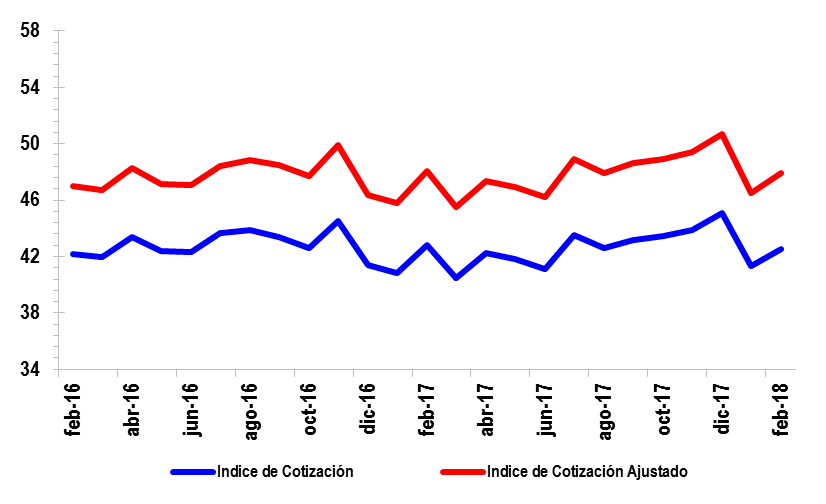 58
54
50
46
42
38
34
feb-16
abr-16
jun-16
ago-16
oct-16
dic-16
feb-17
abr-17
jun-17
ago-17
oct-17
dic-17
feb-18
Indice de Cotización
Indice de Cotización Ajustado